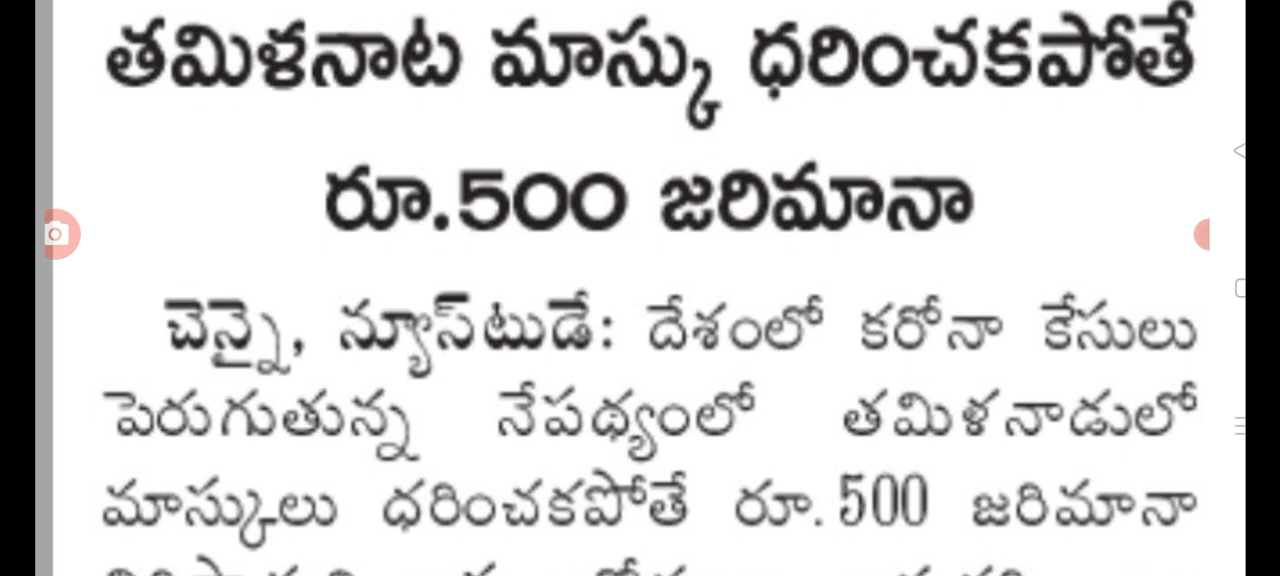 తమిళనాట మాస్కు ధరించకపోతే
రూ.500 జరిమానా
చెన్నై, న్యూస్‌టుడే: దేశంలో కరోనా కేసులు
పెరుగుతున్న నేపథ్యంలో తమిళనాడులో
మాస్కులు ధరించకపోతే రూ. 500 జరిమానా